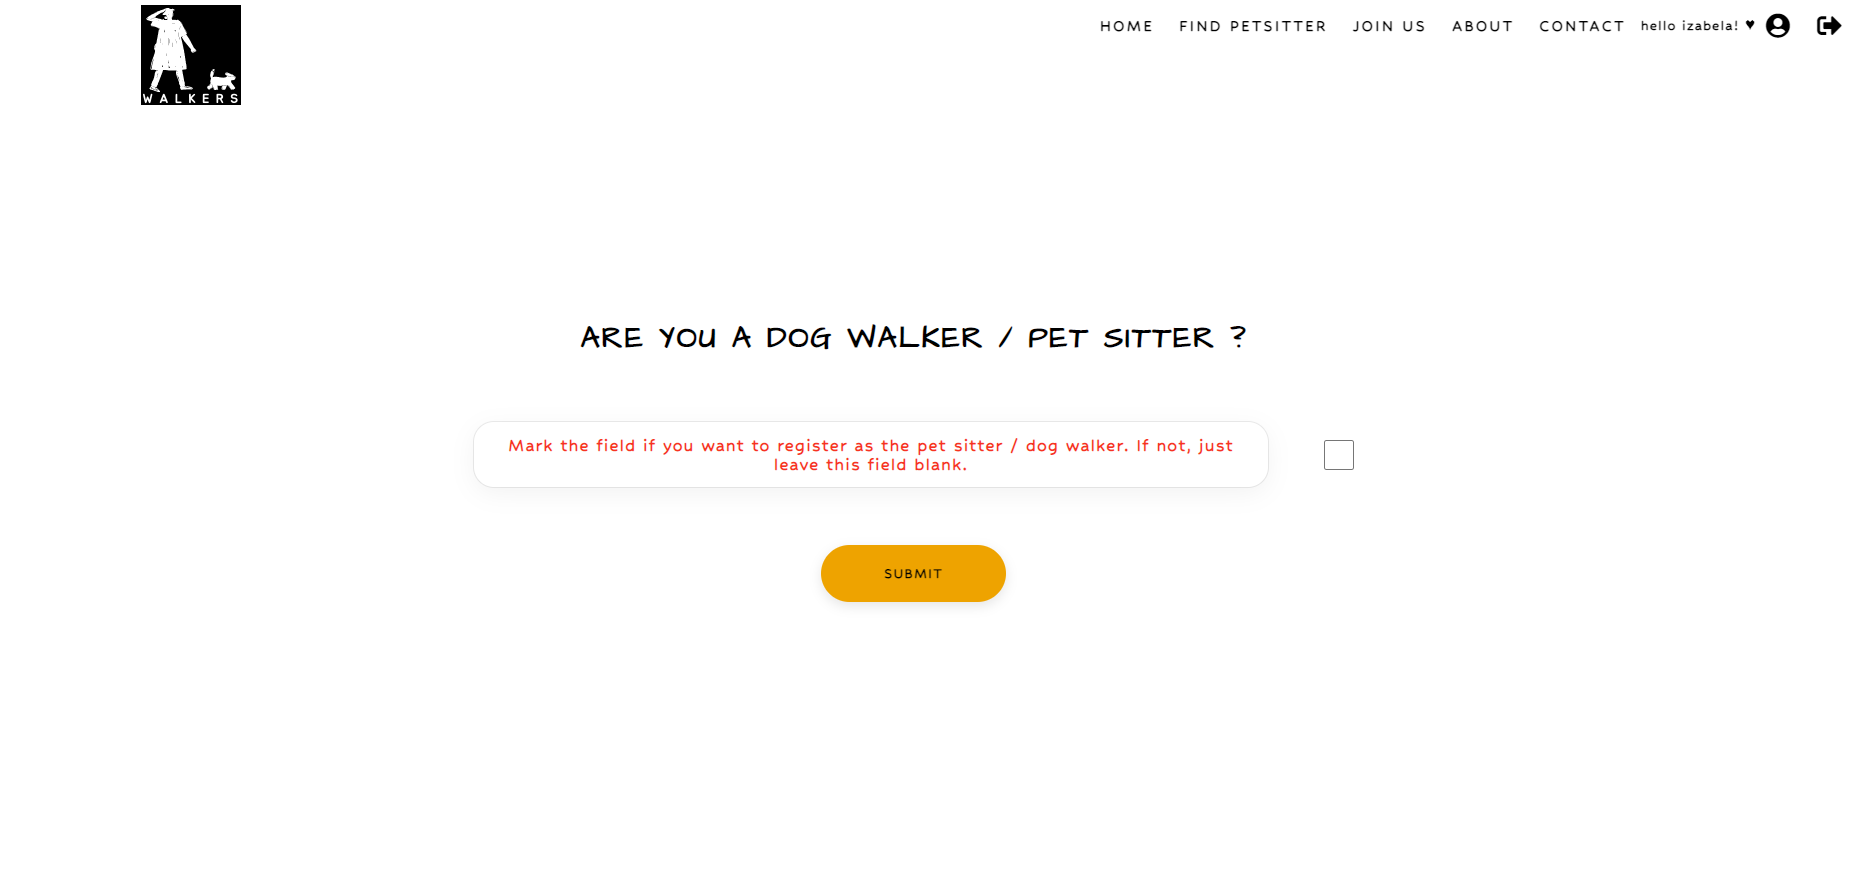 WALKERS
HOME FIND PETSITTER JOIN US ABOUT CONTACT hello izabela! ♥
ARE YOU A DOG WALKER / PET SITTER ?
Mark the field if you want to register as the pet sitter / dog walker. If not, just
leave this field blank.
SUBMIT